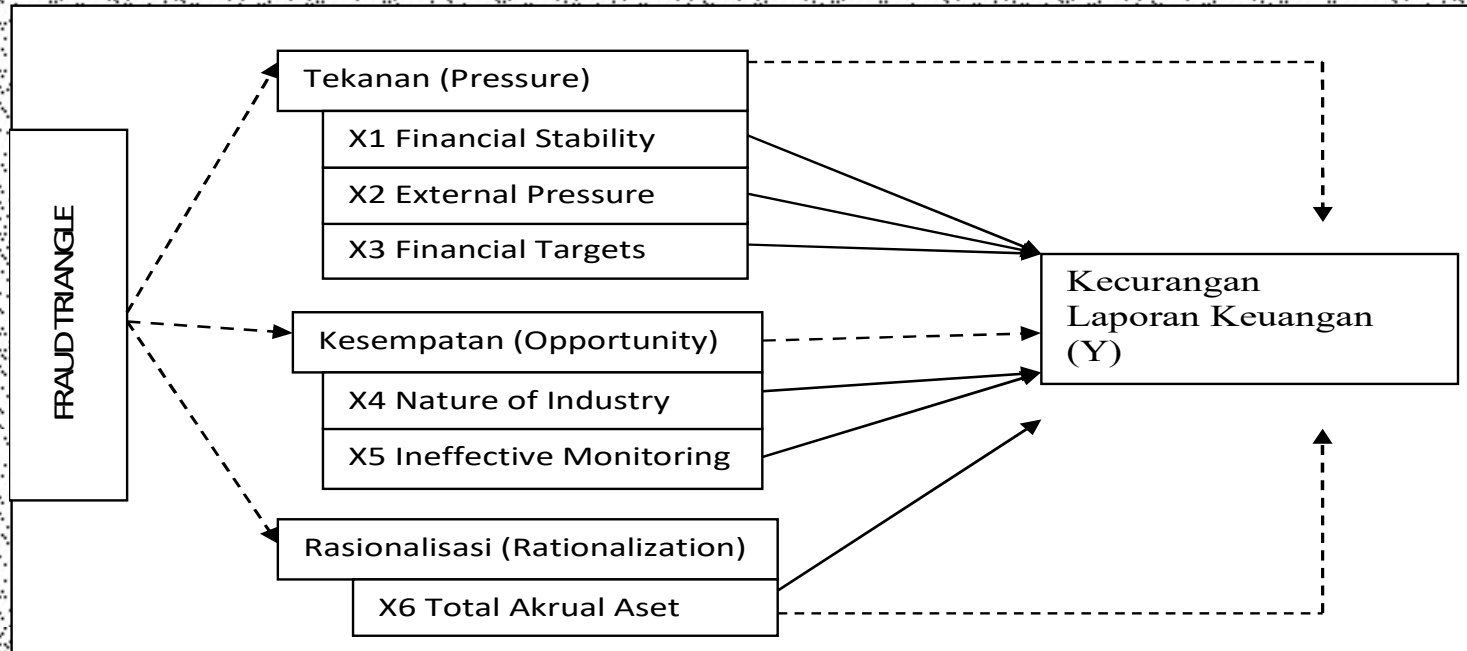 FRAUD TRIANGLE
Tekanan (Pressure)
X1 Financial Stability
X2 External Pressure
X3 Financial Targets
Kesempatan (Opportunity)
X4 Nature of Industry
X5 Ineffective Monitoring
Rasionalisasi (Rationalization)
X6 Total Akrual Aset
Kecurangan
Laporan Keuangan
(Y)